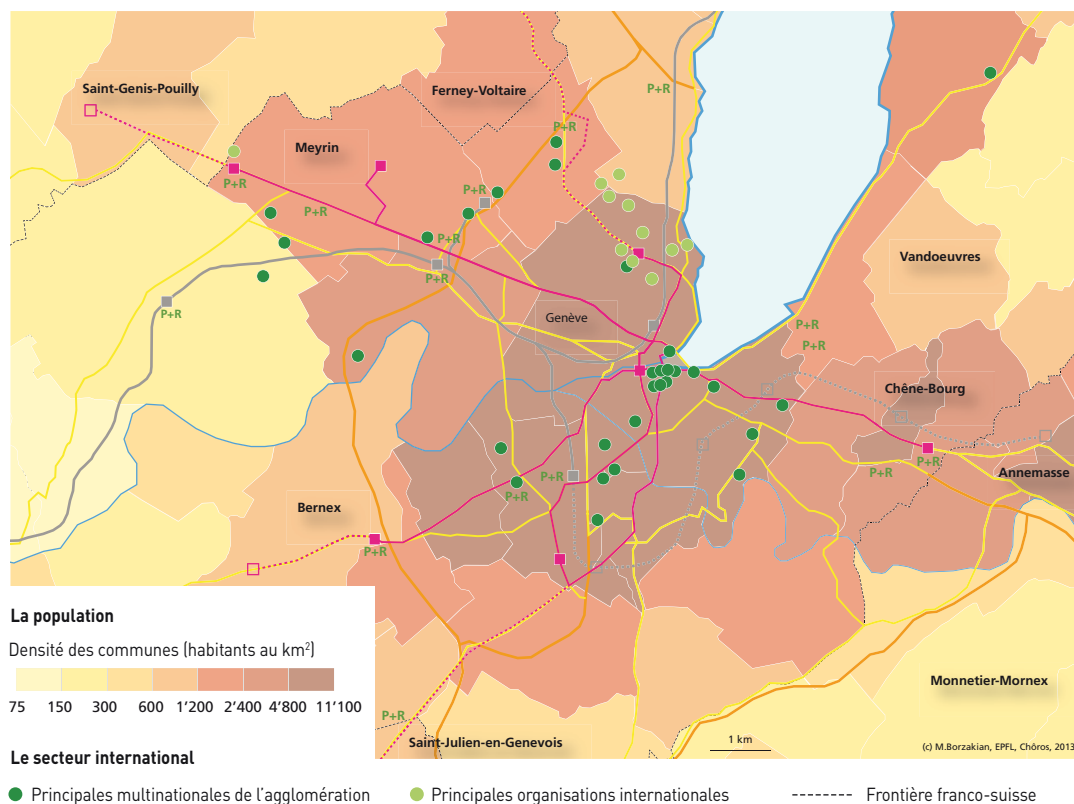 Saint-Genis-Pouilly
Ferney-Voltaire
P+R
P+R
Meyrin
P+R
P+R
P+R
P+R
P+R
Vandoeuvres
P+R
Genève
P+R
P+R
Chêne-Bourg
P+R
P+R
P+R
Annemasse
P+R
Bernex
P+R
La population
Densité des communes (habitants au km²)
75 150 300 600 1'200 2'400 4'800 11'100
Monnetier-Mornex
P+R
Saint-Julien-en-Genevois
1 km
(c) M.Borzakian, EPFL, Chôros, 2013
Le secteur international
Principales multinationales de l'agglomération
Principales organisations internationales
Frontière franco-suisse